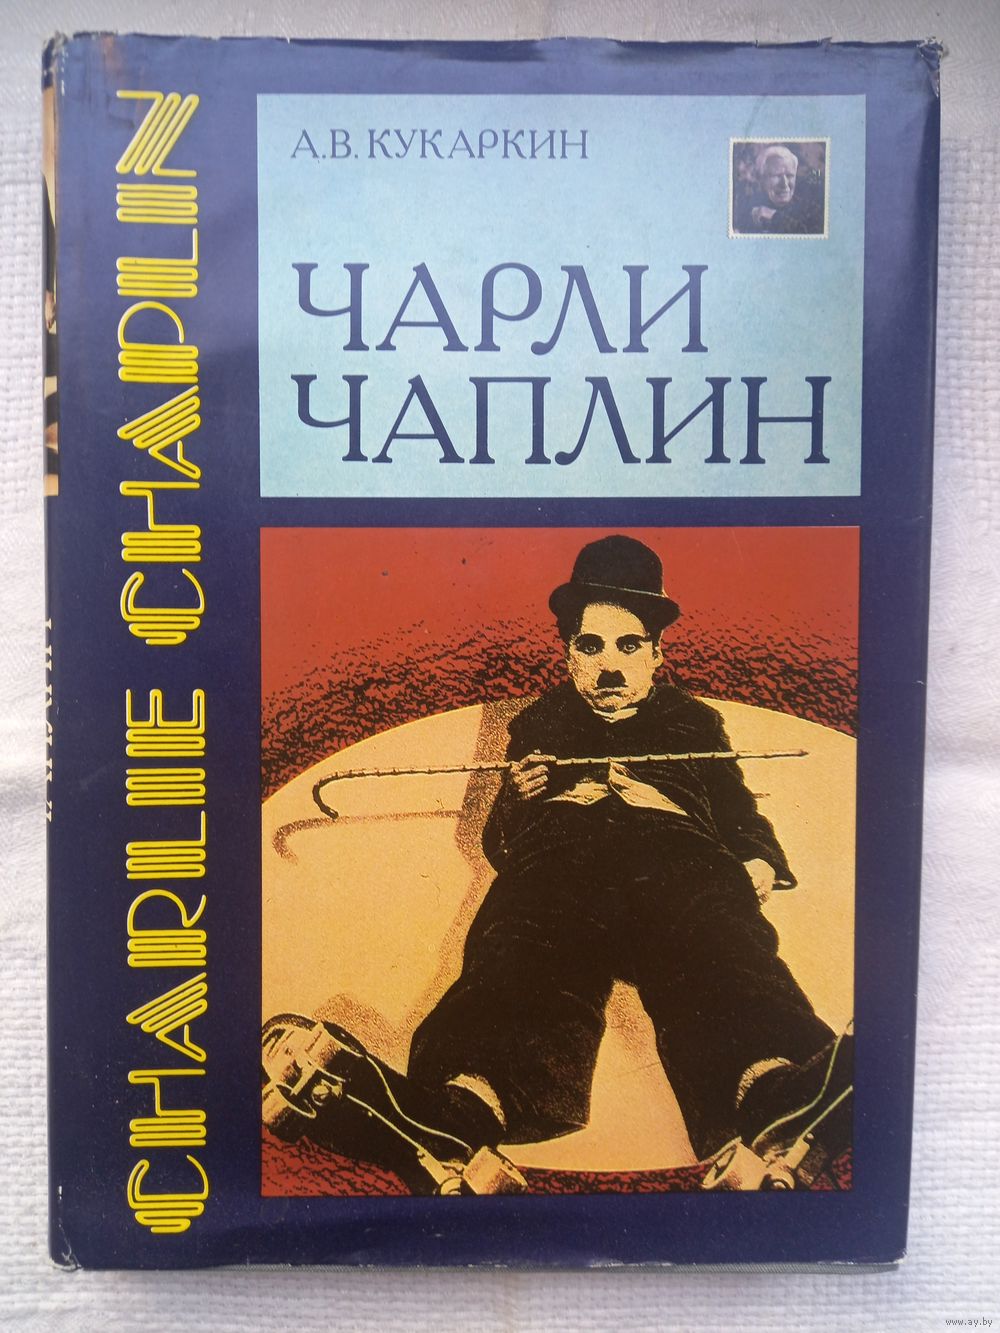 А.В. КУКАРКИН
ЧАРЛИ
ЧАПЛИН
CHARLIE CHAPLIN
www.ay.by